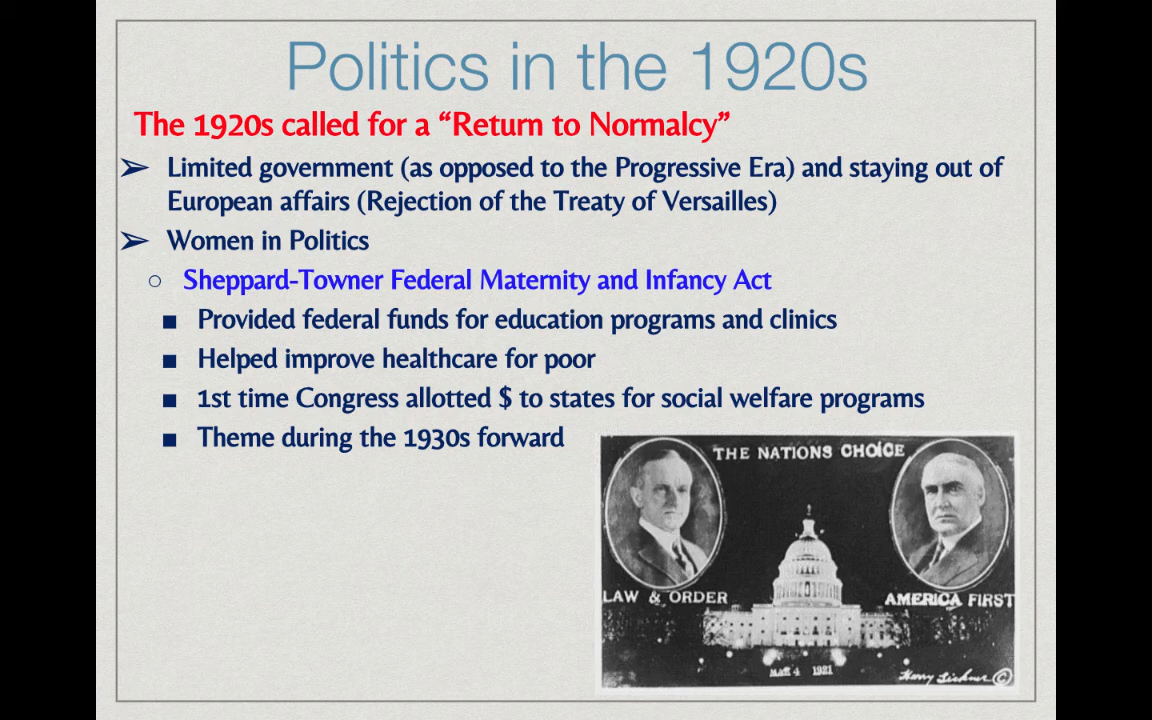 Politics in the 1920s
The 1920s called for a “Return to Normalcy”
➢ Limited government (as opposed to the Progressive Era) and staying out of
European affairs (Rejection of the Treaty of Versailles)
➢ Women in Politics
○ Sheppard-Towner Federal Maternity and Infancy Act
■ Provided federal funds for education programs and clinics
■ Helped improve healthcare for poor
■ 1st time Congress allotted $ to states for social welfare programs
■ Theme during the 1930s forward
THE NATIONS CHOICE
LAW & ORDER
AMERICA FIRST
MAR 4 1921
Harry ©